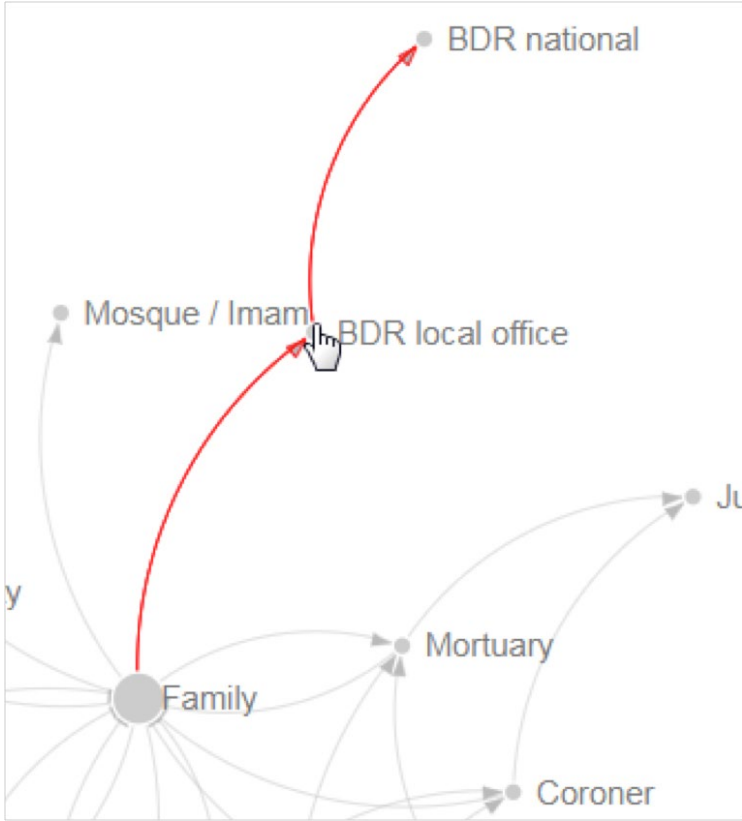 BDR national
Mosque / Imam
BDR local office
Mortuary
Family
Coroner